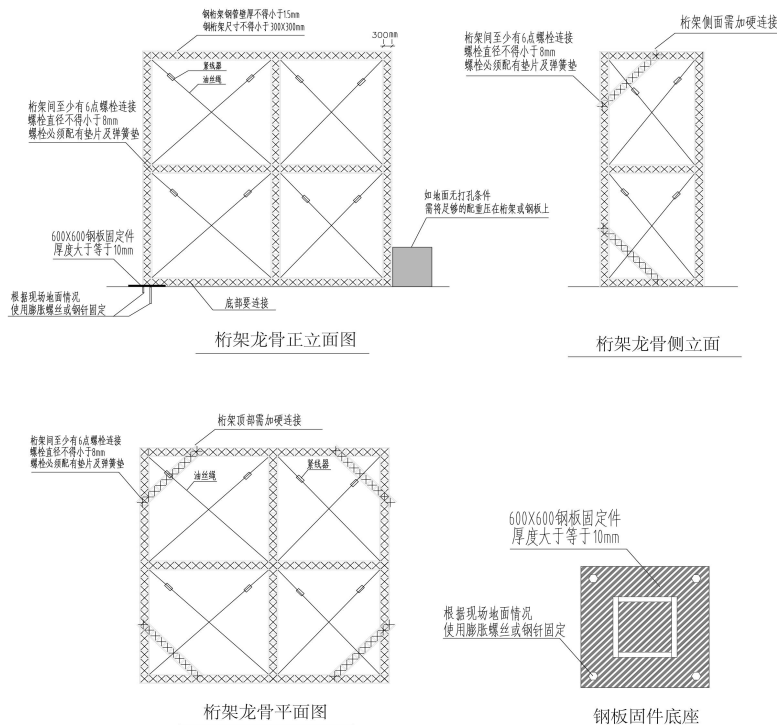 钢桁架钢管壁厚不得小于1.5mm
钢桁架尺寸不得小于300X300mm
300mm
紧线器
油丝绳
桁架间至少有6点螺栓连接
螺栓直径不得小于8mm
螺栓必须配有垫片及弹簧垫
如地面无打孔条件
需将足够的配重压在桁架或钢板上
600X600钢板固定件
厚度大于等于10mm
根据现场地面情况
使用膨胀螺丝或钢钎固定
底部要连接
桁架龙骨正立面图
桁架侧面需加硬连接
桁架间至少有6点螺栓连接
螺栓直径不得小于8mm
螺栓必须配有垫片及弹簧垫
桁架龙骨侧立面
桁架顶部需加硬连接
桁架间至少有6点螺栓连接
螺栓直径不得小于8mm
螺栓必须配有垫片及弹簧垫
油丝绳
紧线器
桁架龙骨平面图
600X600钢板固定件
厚度大于等于10mm
根据现场地面情况
使用膨胀螺丝或钢钎固定
钢板固件底座